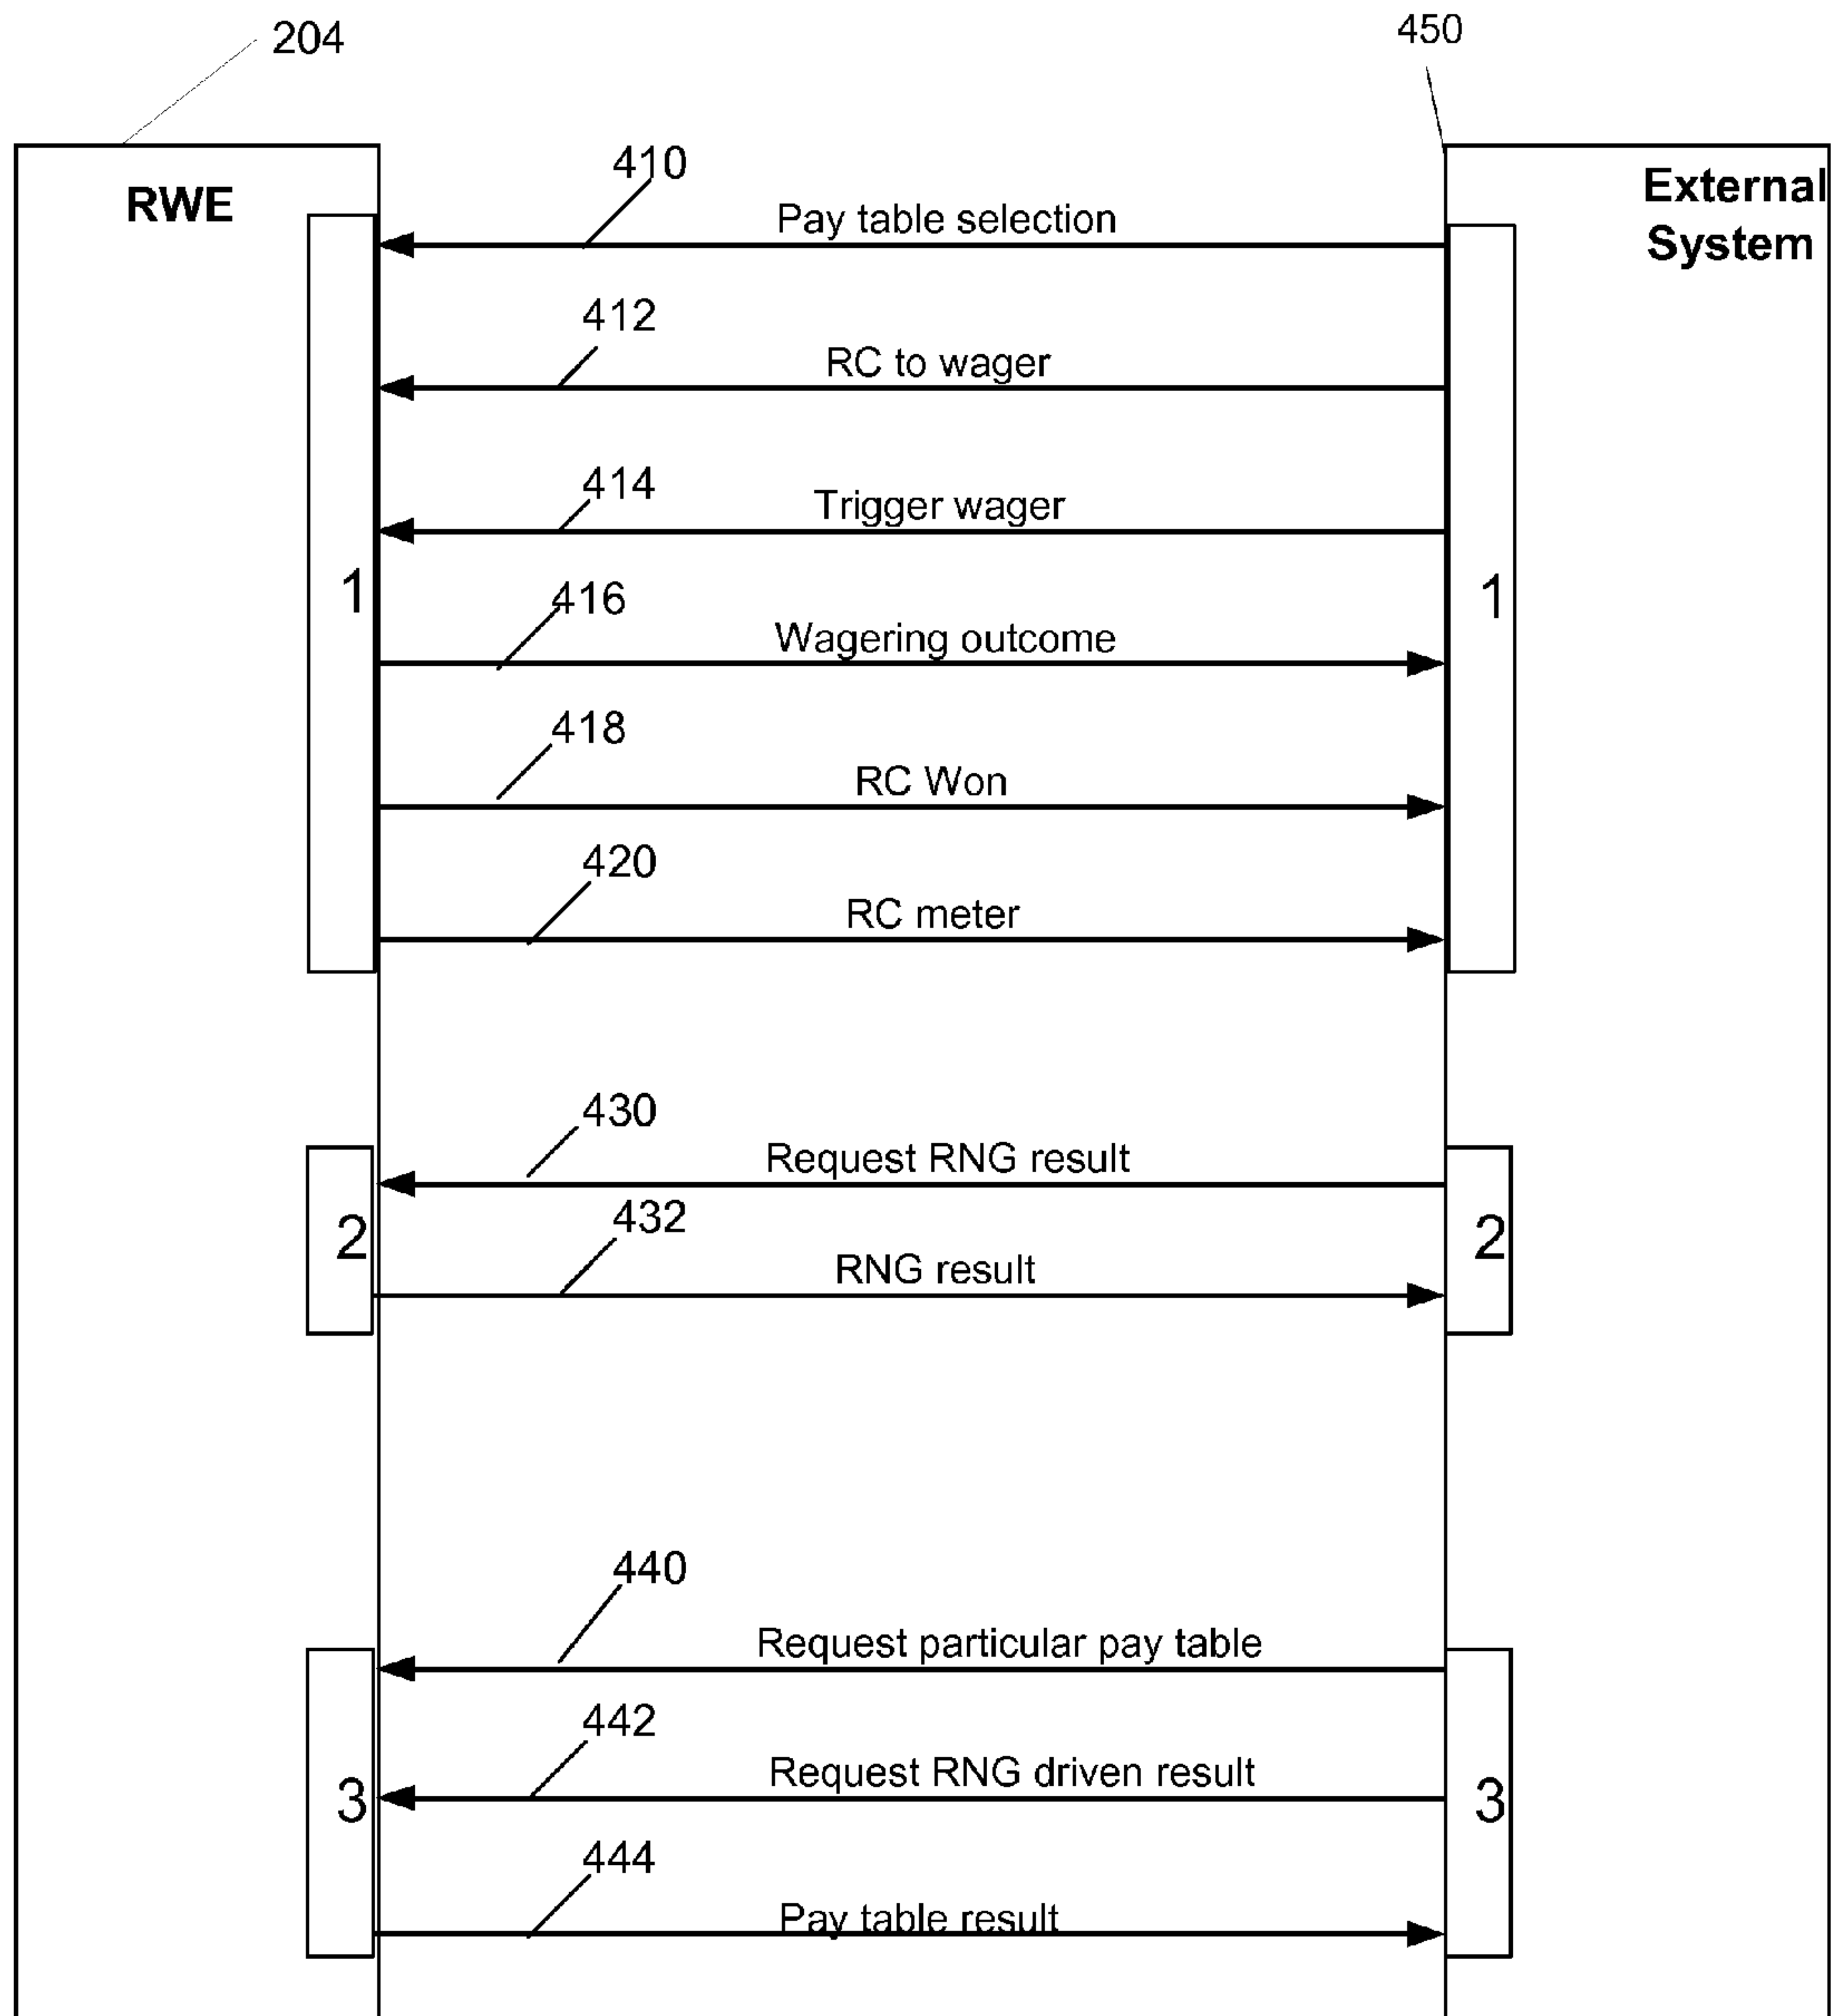 204
450
RWE
External
System
410
Pay table selection
412
RC to wager
414
Trigger wager
1
1
416
Wagering outcome
418
RC Won
420
RC meter
430
Request RNG result
432
2
2
RNG result
440
Request particular pay table
442
Request RNG driven result
3
3
444
Pay table result